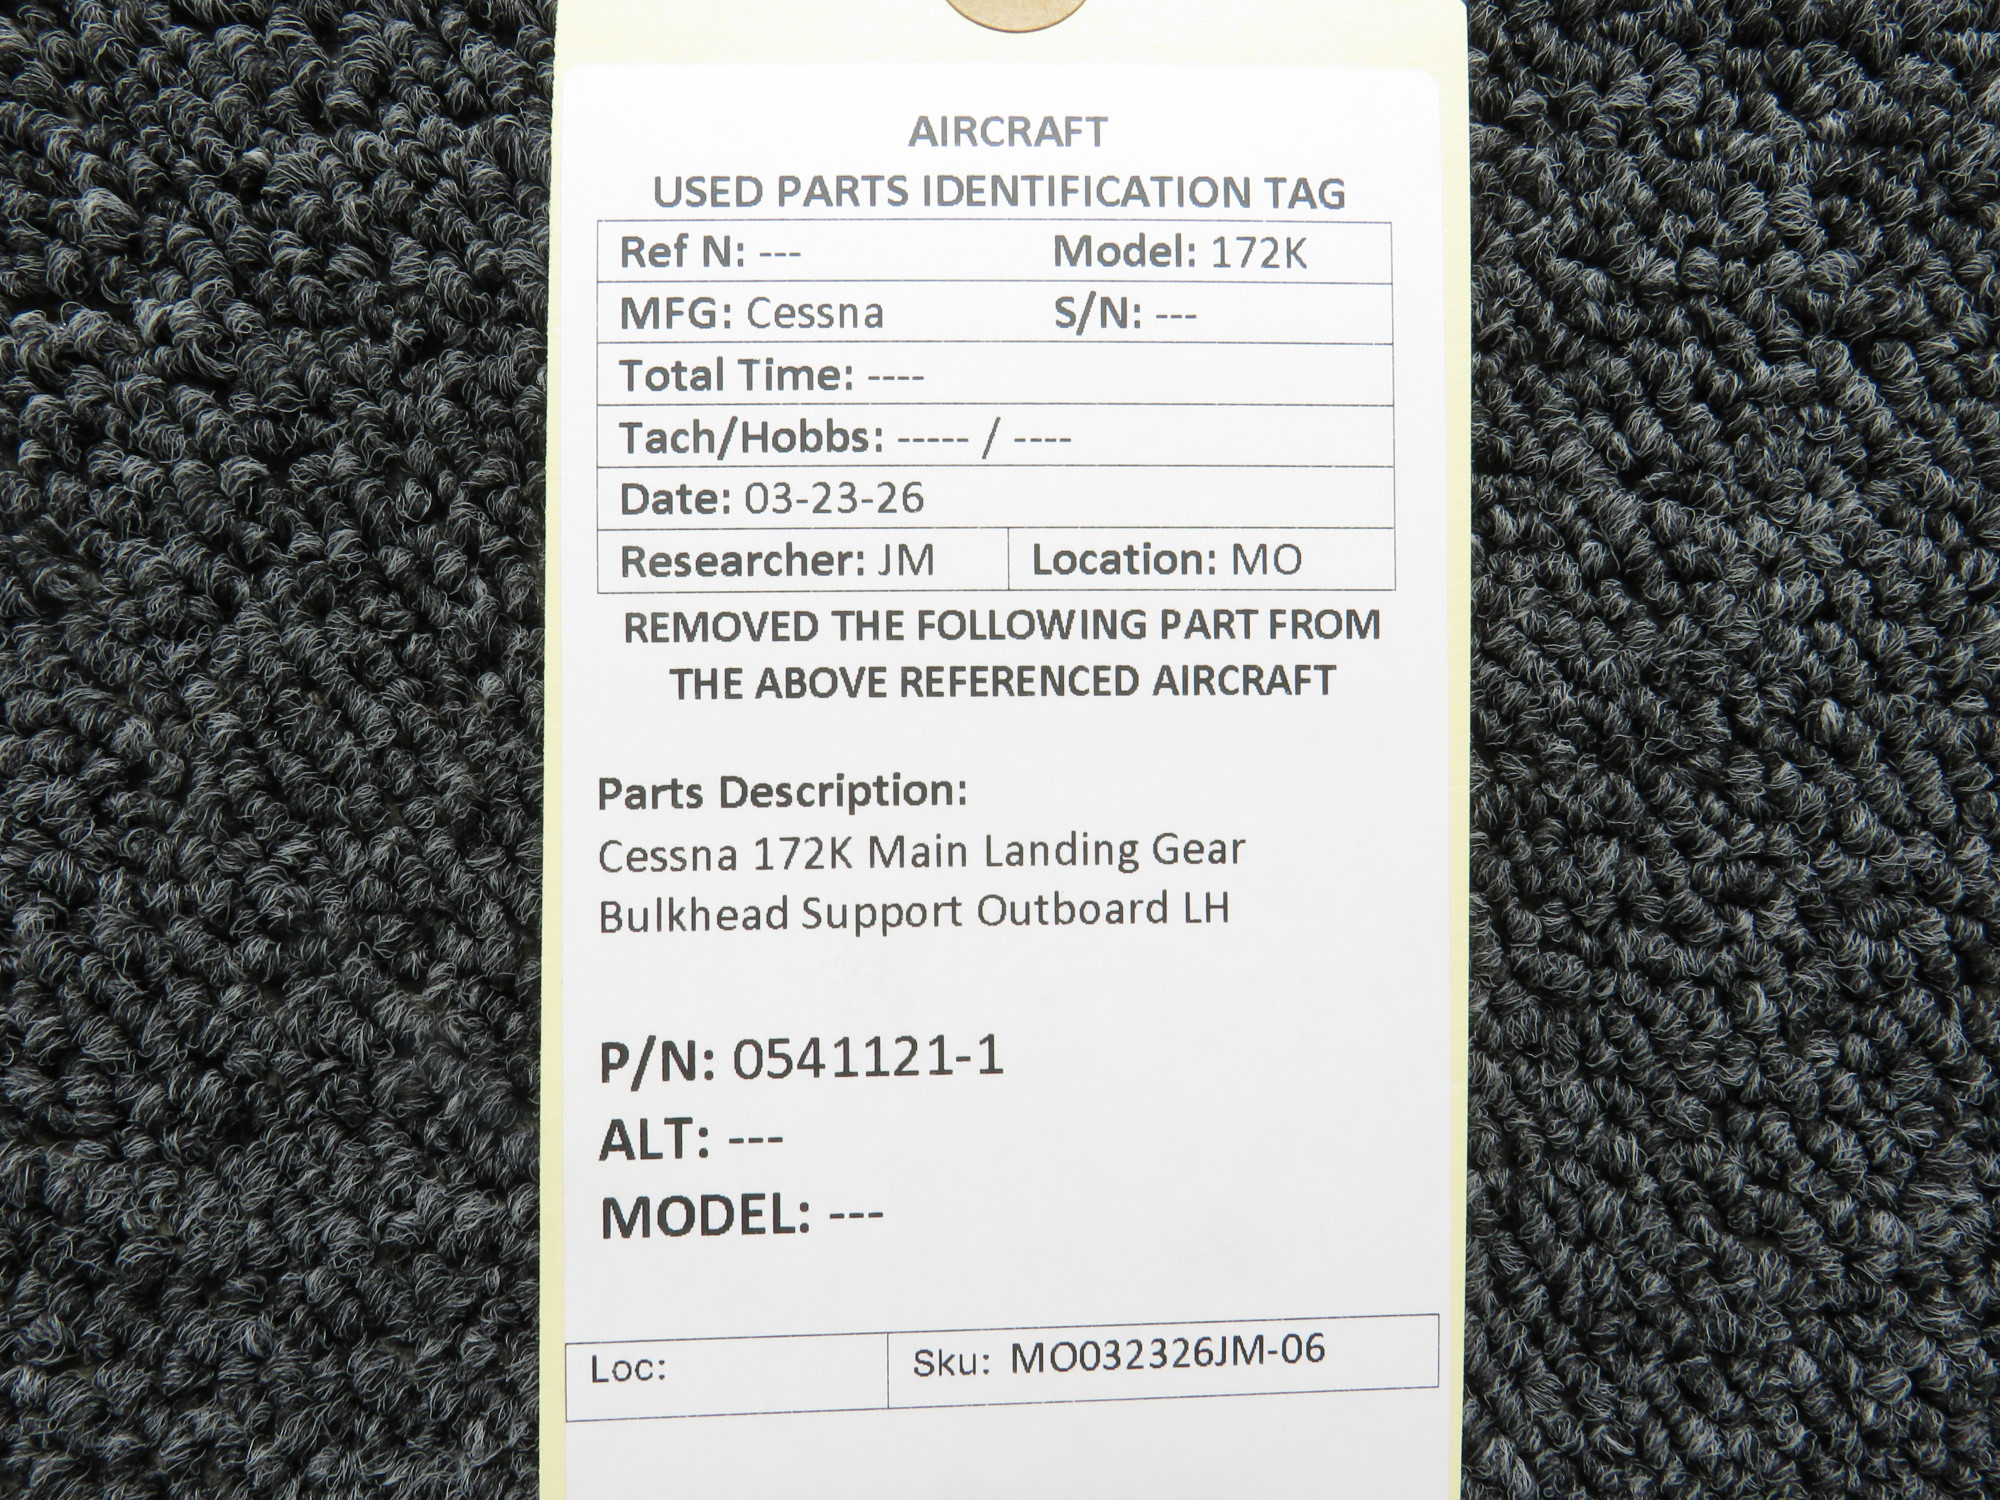 AIRCRAFT
USED PARTS IDENTIFICATION TAG
Ref N: --- Model: 172K
MFG: Cessna S/N: ---
Total Time: ----
Tach/Hobbs: ----- / ----
Date: 03-23-26
Researcher: JM Location: MO
REMOVED THE FOLLOWING PART FROM
THE ABOVE REFERENCED AIRCRAFT
Parts Description:
Cessna 172K Main Landing Gear
Bulkhead Support Outboard LH
P/N: 0541121-1
ALT: ---
MODEL: ---
Loc: Sku: MO032326JM-06